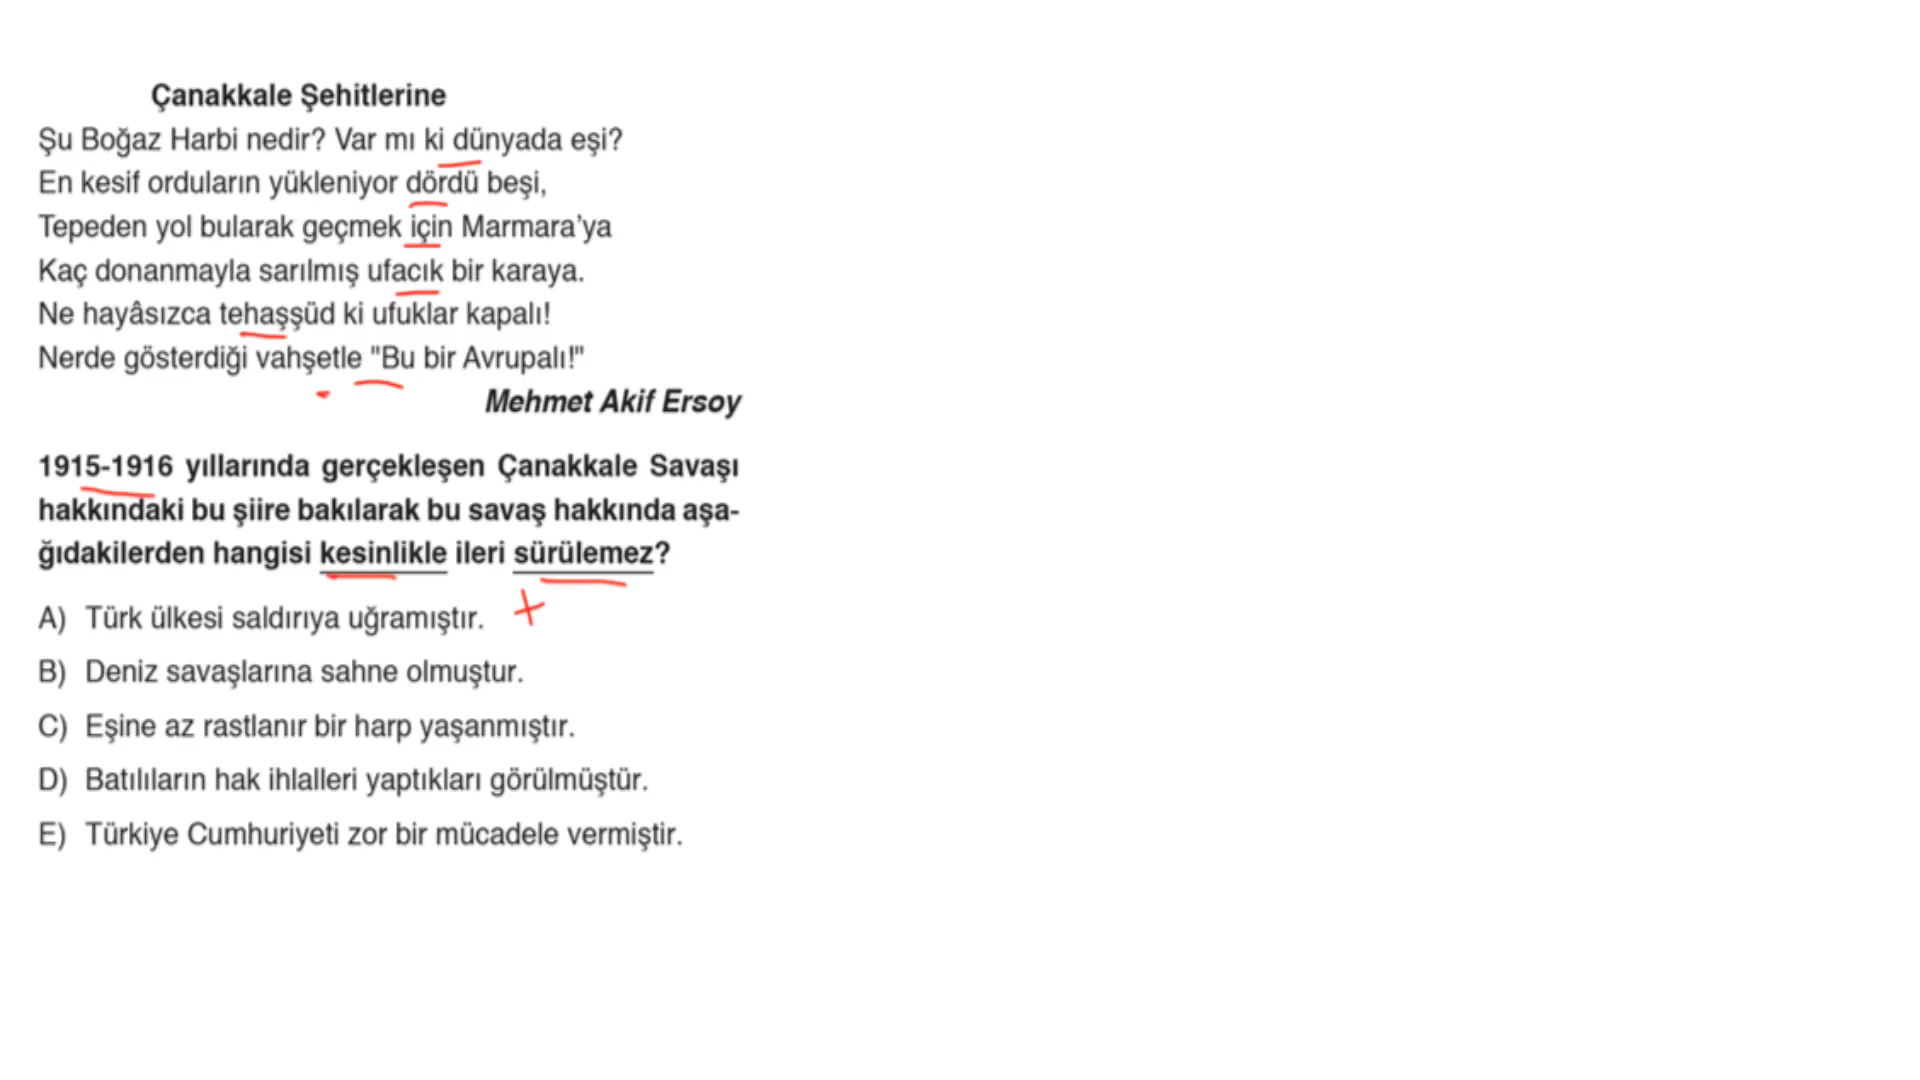 Çanakkale Şehitlerine
Şu Boğaz Harbi nedir? Var mı ki dünyada eşi?
En kesif orduların yükleniyor dördü beşi,
Tepeden yol bularak geçmek için Marmara'ya
Kaç donanmayla sarılmış ufacık bir karaya.
Ne hayâsızca tehaşşüd ki ufuklar kapalı!
Nerde gösterdiği vahşetle "Bu bir Avrupalı!"
Mehmet Akif Ersoy
1915-1916 yıllarında gerçekleşen Çanakkale Savaşı
hakkındaki bu şiire bakılarak bu savaş hakkında aşa-
ğıdakilerden hangisi kesinlikle ileri sürülemez?
A) Türk ülkesi saldırıya uğramıştır. +
B) Deniz savaşlarına sahne olmuştur.
C) Eşine az rastlanır bir harp yaşanmıştır.
D) Batılıların hak ihlalleri yaptıkları görülmüştür.
E) Türkiye Cumhuriyeti zor bir mücadele vermiştir.